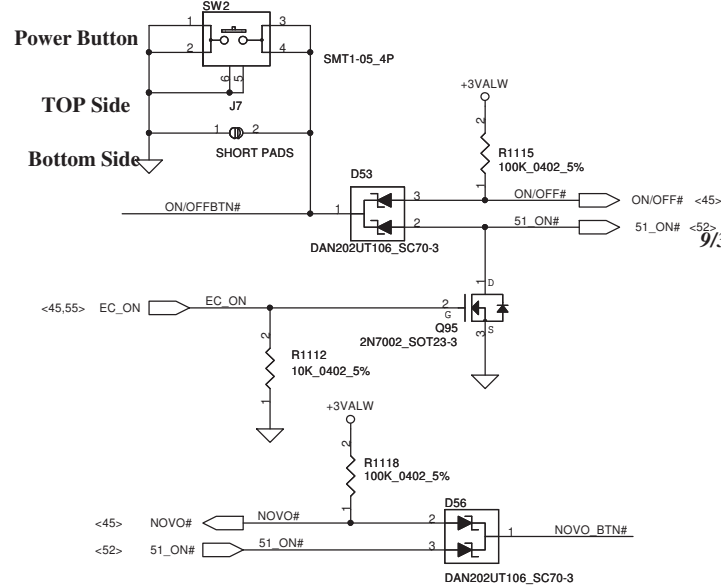 SW2
Power Button
1
2
3
4
SMT1-05_4P
6
5
TOP Side
J7
1
2
Bottom Side
SHORT PADS
+3VALW
2
R1115
100K_0402_5%
1
D53
ON/OFFBTN#
1
3
ON/OFF#
ON/OFF# <45>
2
51_ON#
51_ON# <52>
9/3
DAN202UT106_SC70-3
1
D
<45,55> EC_ON
EC_ON
2
G
Q95
3
S
2N7002_SOT23-3
2
R1112
10K_0402_5%
1
+3VALW
2
R1118
100K_0402_5%
1
D56
<45> NOVO#
NOVO#
2
1
NOVO_BTN#
<52> 51_ON#
51_ON#
3
DAN202UT106_SC70-3